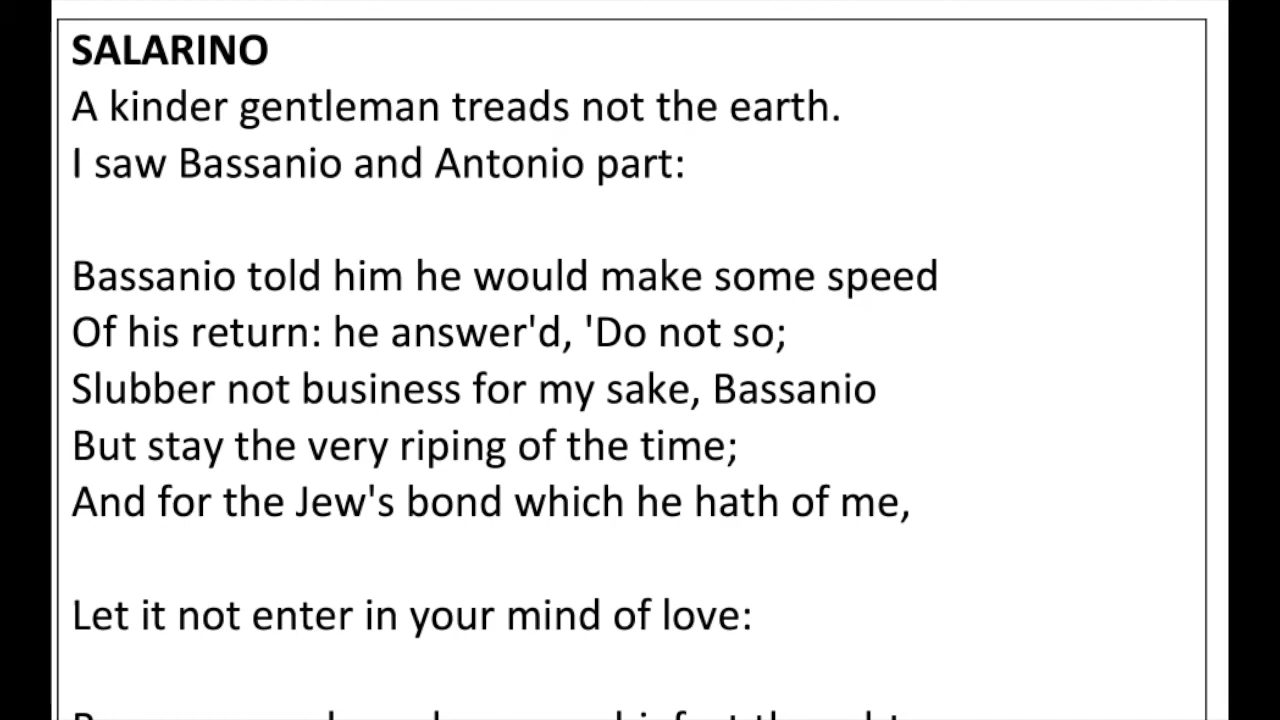 SALARINO
A kinder gentleman treads not the earth.
I saw Bassanio and Antonio part:
Bassanio told him he would make some speed
Of his return: he answer'd, 'Do not so;
Slubber not business for my sake, Bassanio
But stay the very riping of the time;
And for the Jew's bond which he hath of me,
Let it not enter in your mind of love: